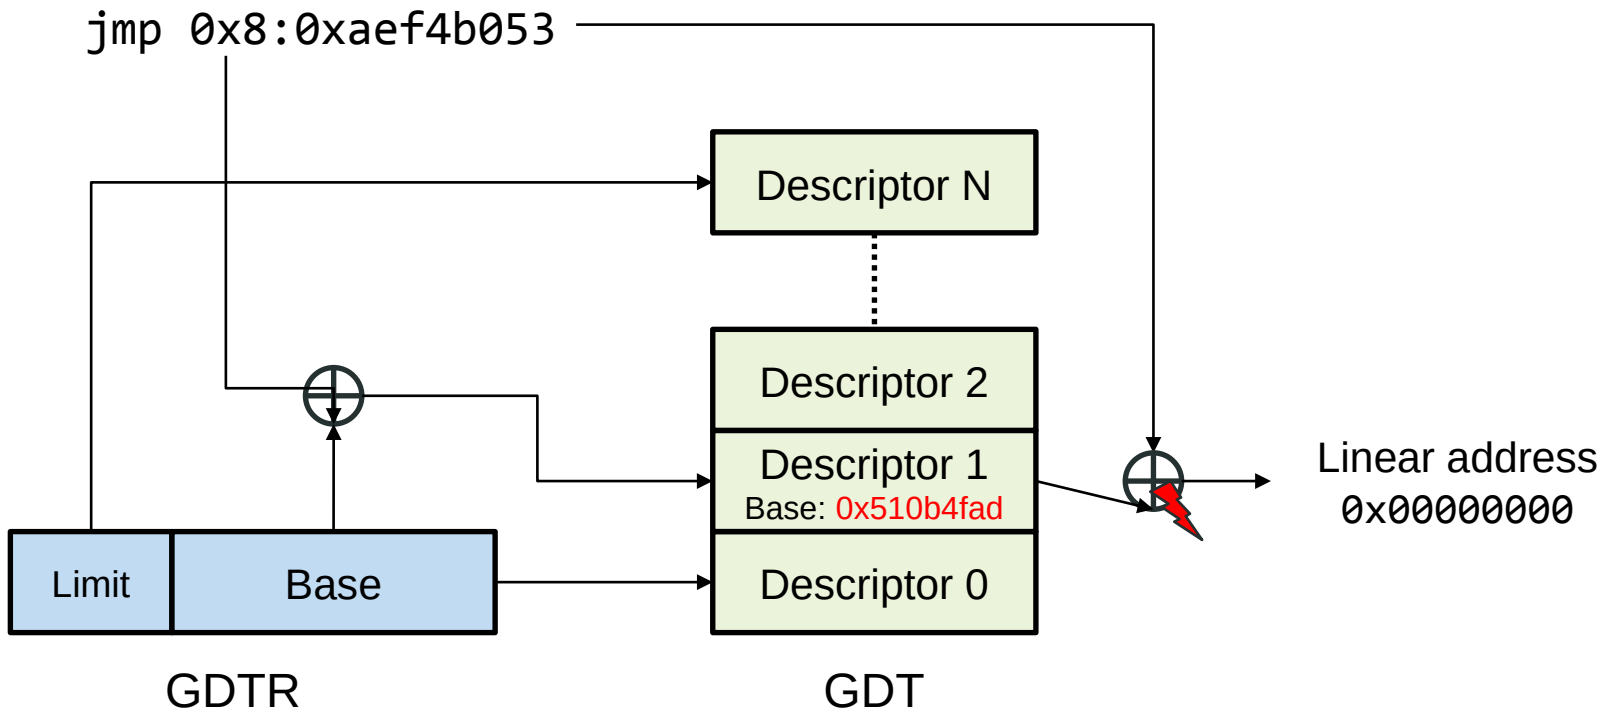 jmp 0x8:0xaef4b053
Descriptor N
Descriptor 2
Descriptor 1
Base: 0x510b4fad
Descriptor 0
Linear address
0x00000000
Limit
Base
GDTR
GDT